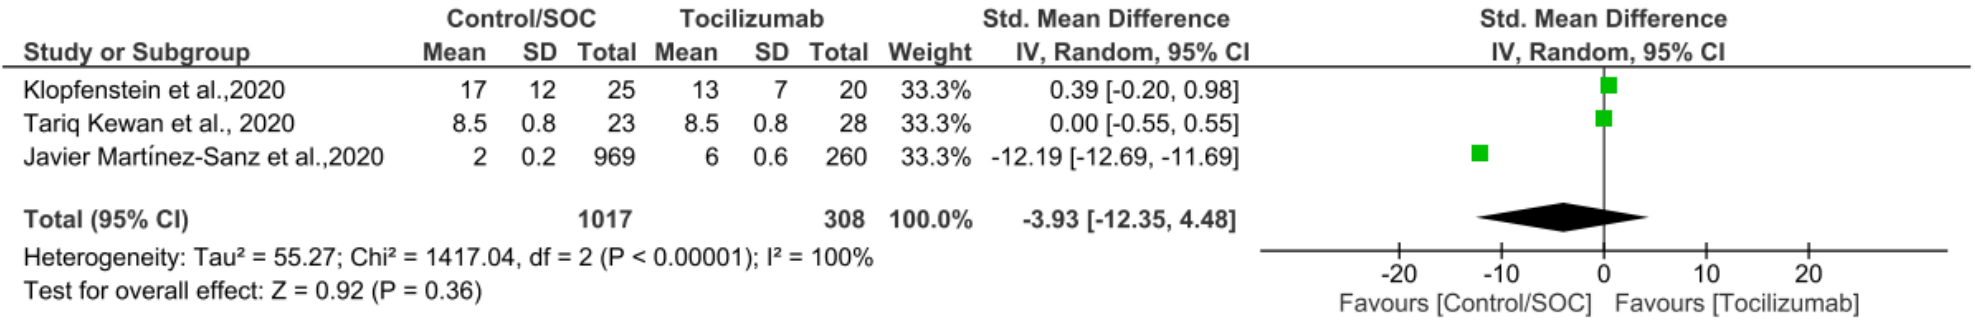 Control/SOC Tocilizumab Std. Mean Difference Std. Mean Difference
Study or Subgroup Mean SD Total Mean SD Total Weight IV, Random, 95% CI IV, Random, 95% CI
Klopfenstein et al.,2020 17 12 25 13 7 20 33.3% 0.39 [-0.20, 0.98]
Tariq Kewan et al., 2020 8.5 0.8 23 8.5 0.8 28 33.3% 0.00 [-0.55, 0.55]
Javier Martínez-Sanz et al.,2020 2 0.2 969 6 0.6 260 33.3% -12.19 [-12.69, -11.69]
Total (95% CI) 1017 308 100.0% -3.93 [-12.35, 4.48]
Heterogeneity: Tau² = 55.27; Chi² = 1417.04, df = 2 (P < 0.00001); I² = 100%
Test for overall effect: Z = 0.92 (P = 0.36)
-20 -10 0 10 20
Favours [Control/SOC] Favours [Tocilizumab]